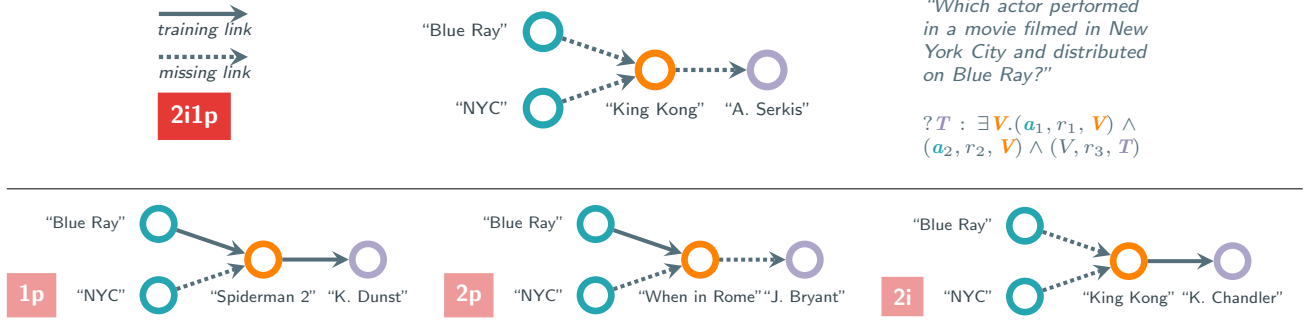 training link
missing link
2i1p
"Blue Ray"
"NYC"
"King Kong"
"A. Serkis"
"Which actor performed
in a movie filmed in New
York City and distributed
on Blue Ray?"
?T : ∃V.(a₁, r₁, V) ∧
(a₂, r₂, V) ∧ (V, r₃, T)
"Blue Ray"
1p
"NYC"
"Spiderman 2"
"K. Dunst"
"Blue Ray"
2p
"NYC"
"When in Rome"
"J. Bryant"
"Blue Ray"
2i
"NYC"
"King Kong"
"K. Chandler"